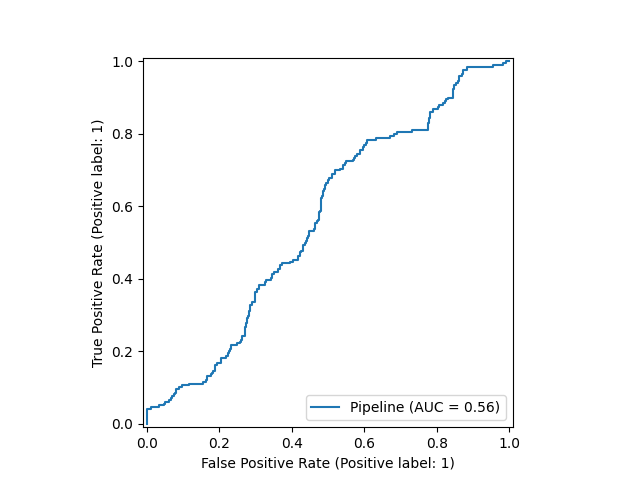 1.0
0.8
0.6
0.4
0.2
0.0
True Positive Rate (Positive label: 1)
Pipeline (AUC = 0.56)
0.0 0.2 0.4 0.6 0.8 1.0
False Positive Rate (Positive label: 1)